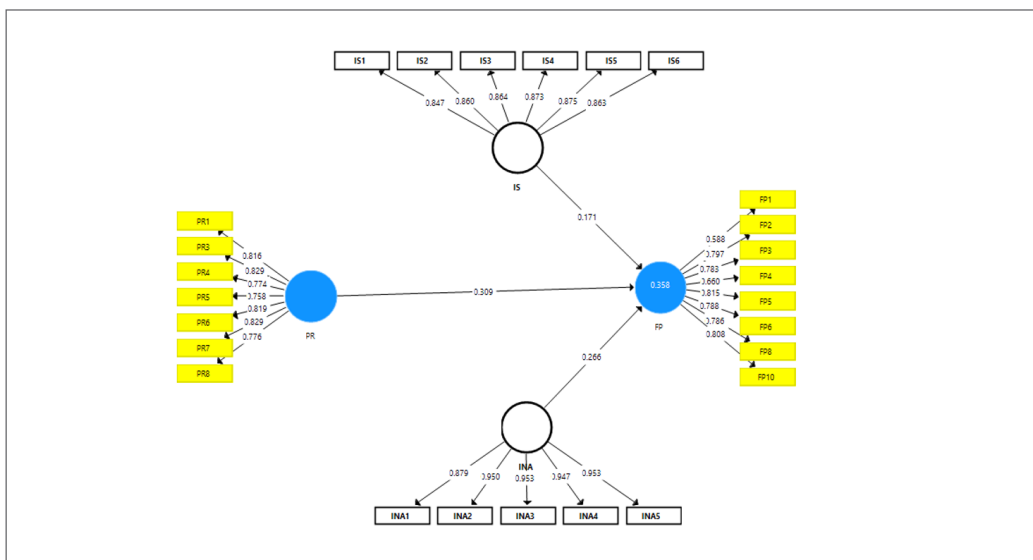 IS1 IS2 IS3 IS4 IS5 IS6
0.847 0.860 0.864 0.873 0.875 0.863
IS
0.171
PR1
PR3
PR4
PR5
PR6
PR7
PR8
0.816
0.829
0.774
0.758
0.819
0.829
0.776
PR
0.309
0.358
FP
0.588
0.797
0.783
0.660
0.815
0.788
0.786
0.808
FP1
FP2
FP3
FP4
FP5
FP6
FP8
FP10
0.266
INA
0.879 0.950 0.953 0.947 0.953
INA1 INA2 INA3 INA4 INA5